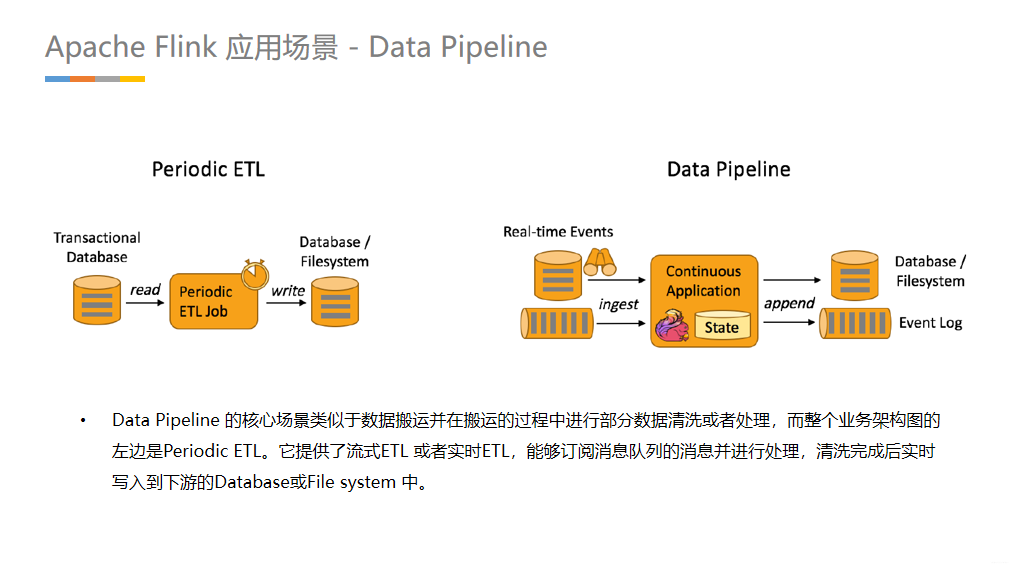 Apache Flink 应用场景 - Data Pipeline
Periodic ETL
Transactional
Database
read
Periodic
ETL Job
write
Database /
Filesystem
Data Pipeline
Real-time Events
ingest
Continuous
Application
State
append
Database /
Filesystem
Event Log
• Data Pipeline 的核心场景类似于数据搬运并在搬运的过程中进行部分数据清洗或者处理，而整个业务架构图的
左边是Periodic ETL。它提供了流式ETL 或者实时ETL，能够订阅消息队列的消息并进行处理，清洗完成后实时
写入到下游的Database或File system 中。